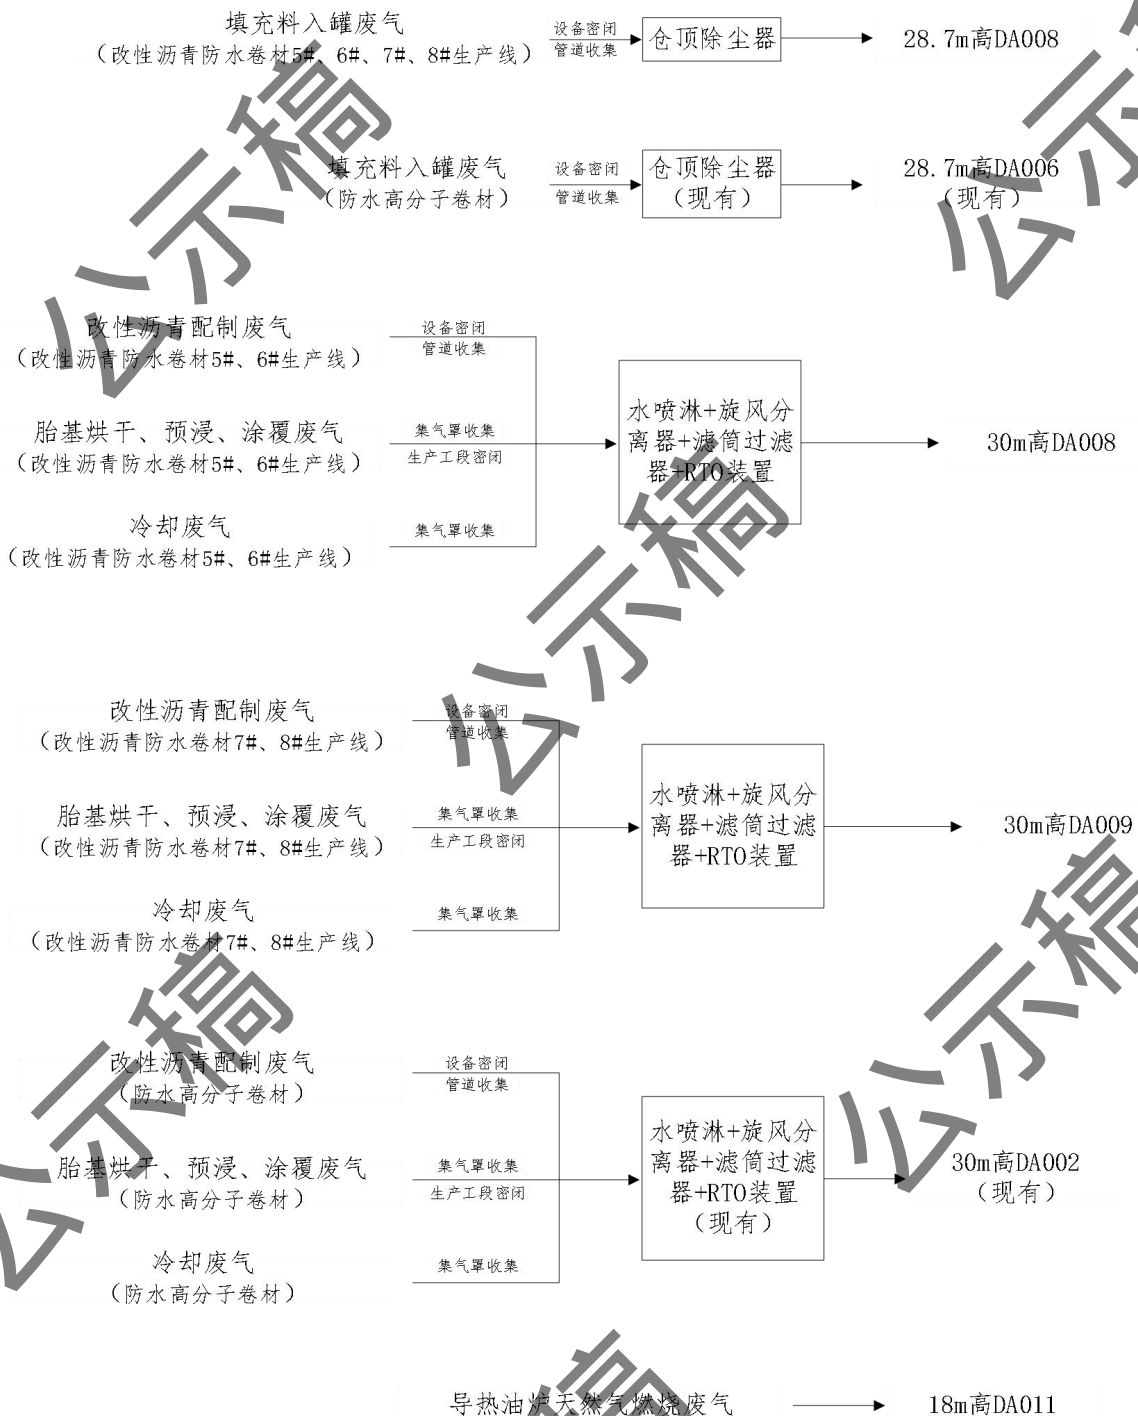 填充料入罐废气
（改性沥青防水卷材5#、6#、7#、8#生产线）
设备密闭
管道收集
仓顶除尘器
28.7m高DA008
填充料入罐废气
（防水高分子卷材）
设备密闭
管道收集
仓顶除尘器
（现有）
28.7m高DA006
（现有）
改性沥青配制废气
（改性沥青防水卷材5#、6#生产线）
设备密闭
管道收集
胎基烘干、预浸、涂覆废气
（改性沥青防水卷材5#、6#生产线）
集气罩收集
生产工段密闭
冷却废气
（改性沥青防水卷材5#、6#生产线）
集气罩收集
水喷淋+旋风分
离器+滤筒过滤
器+RTO装置
30m高DA008
改性沥青配制废气
（改性沥青防水卷材7#、8#生产线）
设备密闭
管道收集
胎基烘干、预浸、涂覆废气
（改性沥青防水卷材7#、8#生产线）
集气罩收集
生产工段密闭
冷却废气
（改性沥青防水卷材7#、8#生产线）
集气罩收集
水喷淋+旋风分
离器+滤筒过滤
器+RTO装置
30m高DA009
改性沥青配制废气
（防水高分子卷材）
设备密闭
管道收集
胎基烘干、预浸、涂覆废气
（防水高分子卷材）
集气罩收集
生产工段密闭
冷却废气
（防水高分子卷材）
集气罩收集
水喷淋+旋风分
离器+滤筒过滤
器+RTO装置
（现有）
30m高DA002
（现有）
导热油炉天然气燃烧废气
18m高DA011
公示稿
公示稿
公示稿
公示稿
公示稿